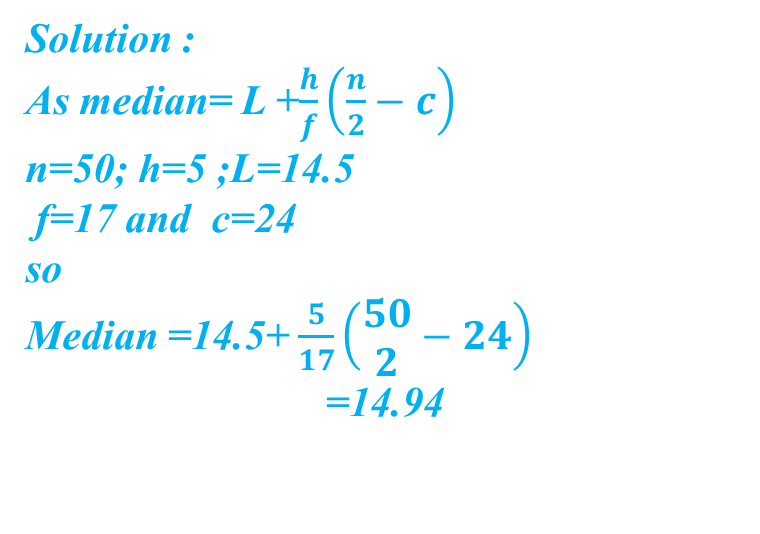 Solution :
As median= L +h/f (n/2 − c)
n=50; h=5 ;L=14.5
f=17 and c=24
so
Median =14.5+ 5/17 (50/2 − 24)
=14.94